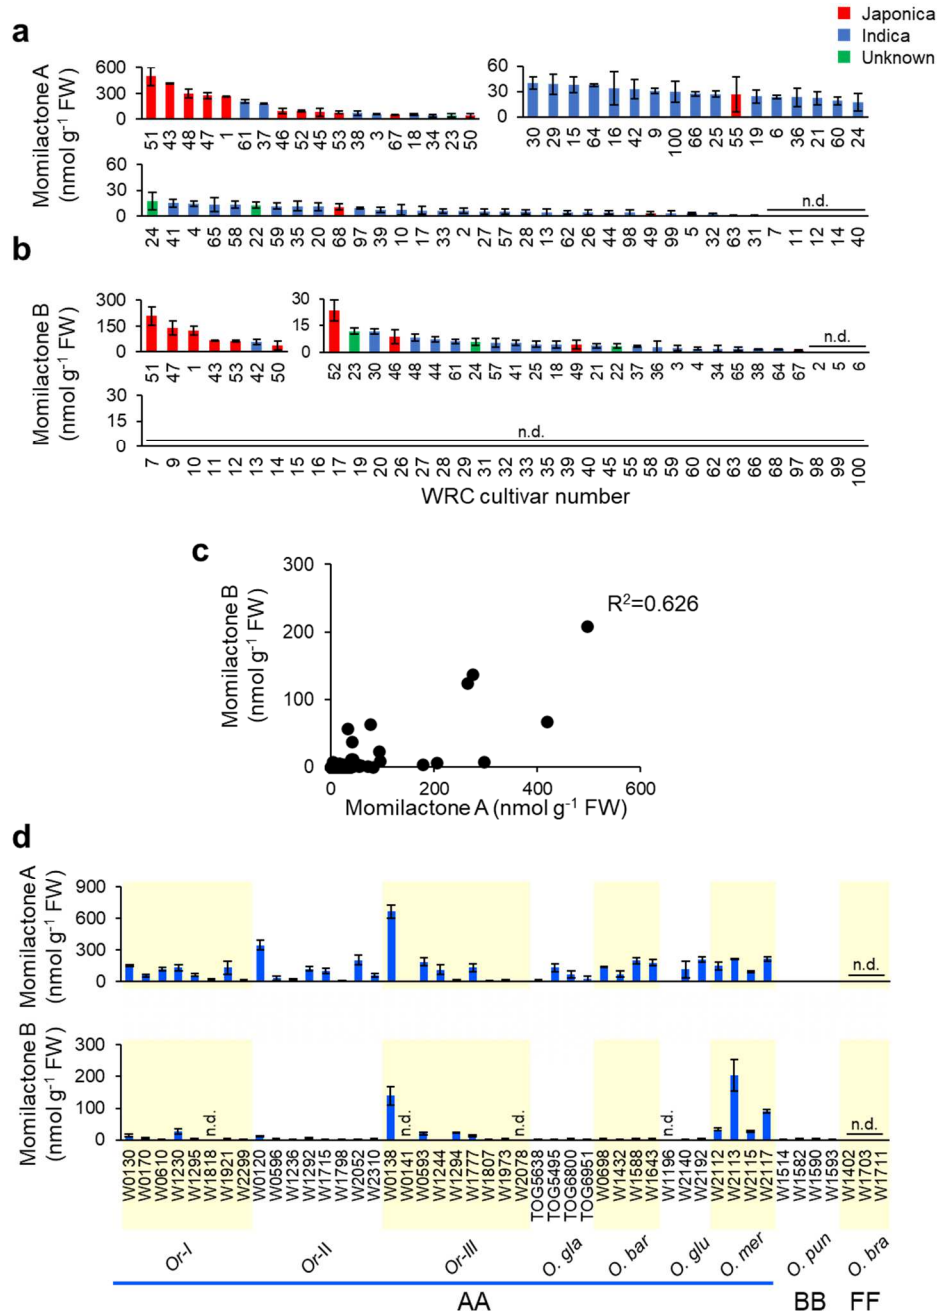 Japonica
Indica
Unknown
a
Momilactone A
(nmol g⁻¹ FW)
600
300
0
51 43 48 47 1 61 37 46 52 45 53 38 3 67 18 34 23 50
60
30
0
30 29 15 64 16 42 9 100 66 25 55 19 6 36 21 60 24
60
30
0
n.d.
24 41 4 65 58 22 59 35 20 68 97 39 10 17 33 2 27 57 28 13 62 26 44 98 49 99 5 32 63 31 7 11 12 14 40
b
Momilactone B
(nmol g⁻¹ FW)
300
150
0
51 47 1 43 53 42 50
30
15
0
n.d.
52 23 30 46 48 44 61 24 57 41 25 18 49 21 22 37 36 3 4 34 65 38 64 67 2 5 6
30
15
0
n.d.
7 9 10 11 12 13 14 15 16 17 19 20 26 27 28 29 31 32 33 35 39 40 45 55 58 59 60 62 63 66 68 97 98 99 100
WRC cultivar number
c
Momilactone B
(nmol g⁻¹ FW)
300
200
100
0
R²=0.626
0 200 400 600
Momilactone A (nmol g⁻¹ FW)
d
Momilactone A
(nmol g⁻¹ FW)
900
600
300
0
n.d.
Momilactone B
(nmol g⁻¹ FW)
300
200
100
0
n.d. n.d. n.d. n.d. n.d.
W0130 W0170 W0610 W1230 W1295 W1818 W1921 W2299 W0120 W0596 W1236 W1292 W1715 W1798 W2052 W2310 W0138 W0141 W0593 W1244 W1294 W1777 W1807 W1973 W2078 TOG5638 TOG5495 TOG6800 TOG6951 W0698 W1432 W1588 W1643 W1196 W2140 W2192 W2112 W2113 W2115 W2117 W1514 W1582 W1590 W1593 W1402 W1703 W1711
Or-I Or-II Or-III O. gla O. bar O. glu O. mer O. pun O. bra
AA BB FF